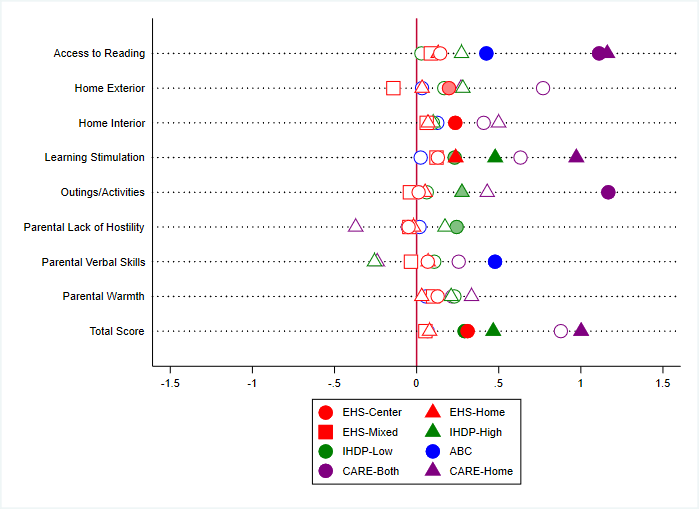 Access to Reading
Home Exterior
Home Interior
Learning Stimulation
Outings/Activities
Parental Lack of Hostility
Parental Verbal Skills
Parental Warmth
Total Score
-1.5 -1 -.5 0 .5 1 1.5
EHS-Center EHS-Home
EHS-Mixed IHDP-High
IHDP-Low ABC
CARE-Both CARE-Home